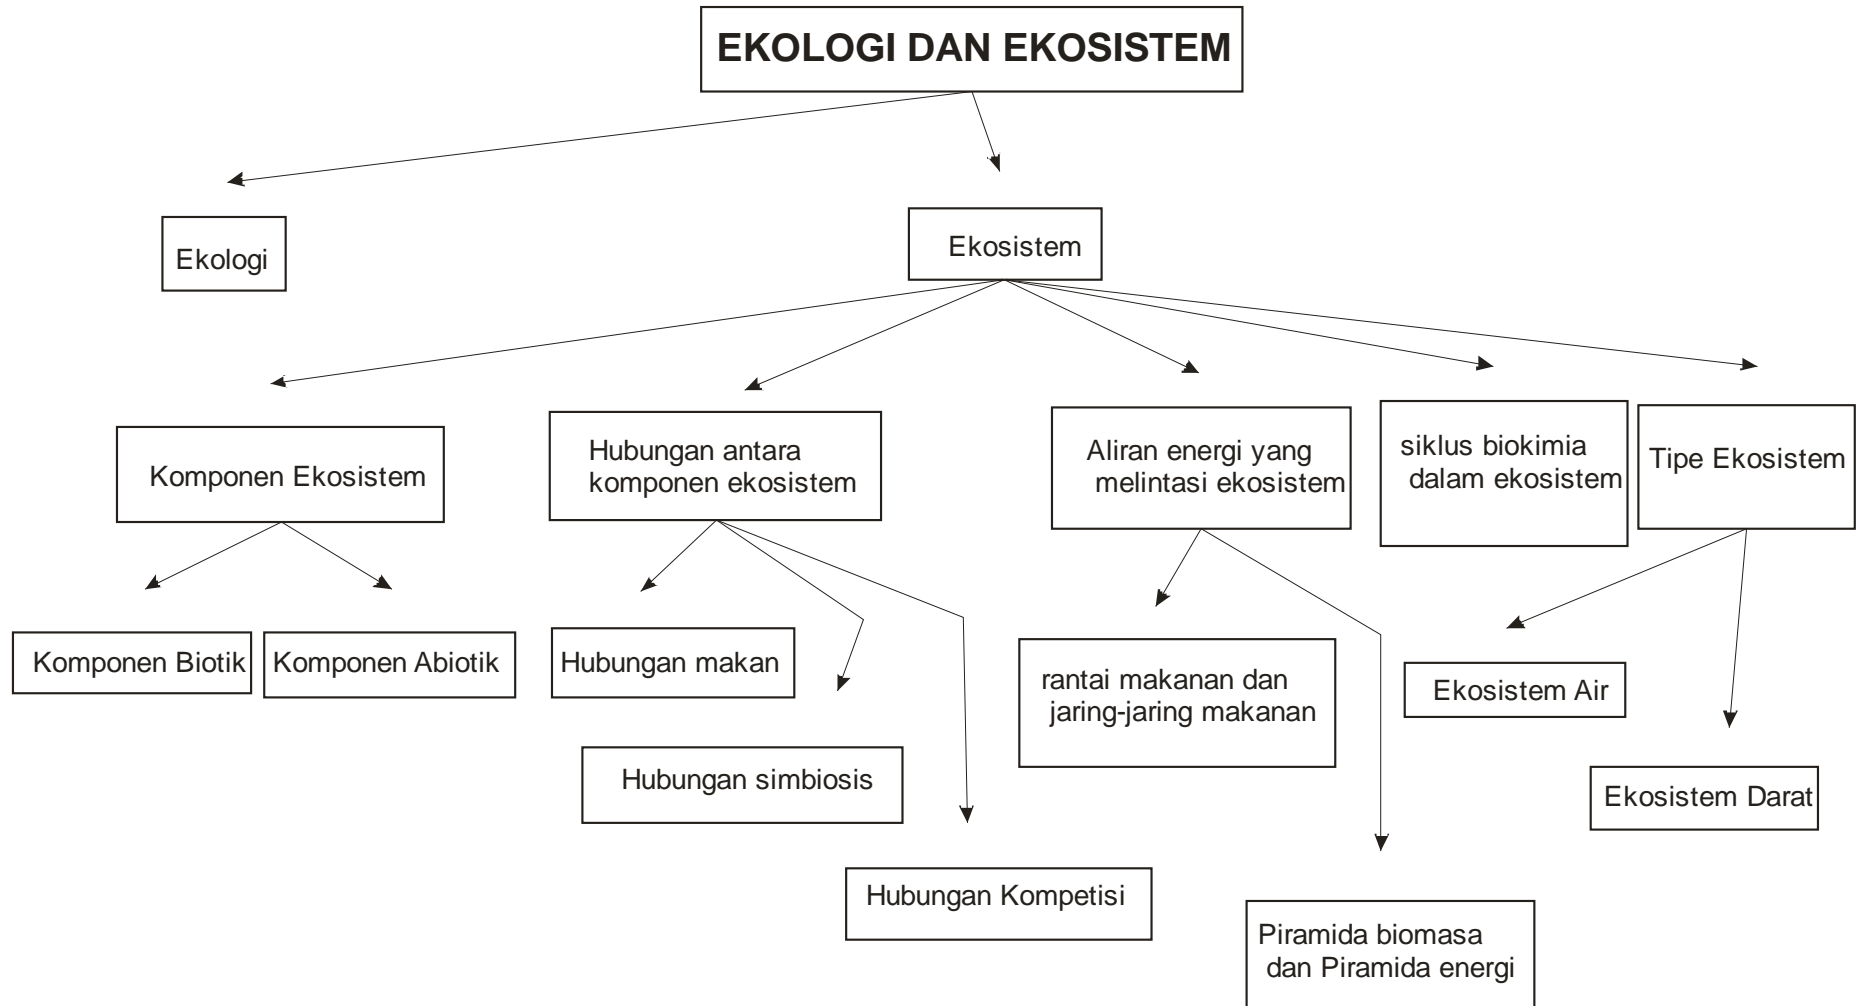 EKOLOGI DAN EKOSISTEM
Ekologi
Ekosistem
Komponen Ekosistem
Hubungan antara
komponen ekosistem
Aliran energi yang
melintasi ekosistem
siklus biokimia
dalam ekosistem
Tipe Ekosistem
Komponen Biotik
Komponen Abiotik
Hubungan makan
Hubungan simbiosis
Hubungan Kompetisi
rantai makanan dan
jaring-jaring makanan
Piramida biomasa
dan Piramida energi
Ekosistem Air
Ekosistem Darat